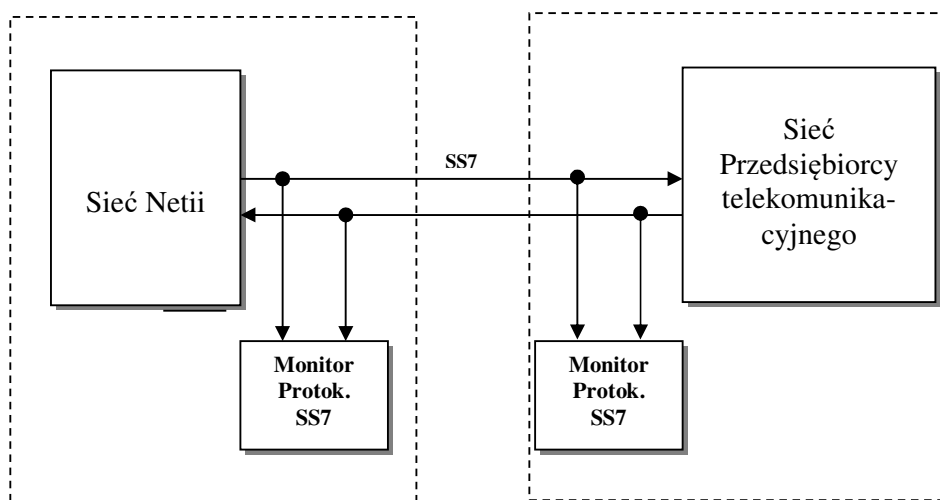 Sieć Netii
SS7
Sieć
Przedsiębiorcy
telekomunika-
cyjnego
Monitor
Protok.
SS7
Monitor
Protok.
SS7